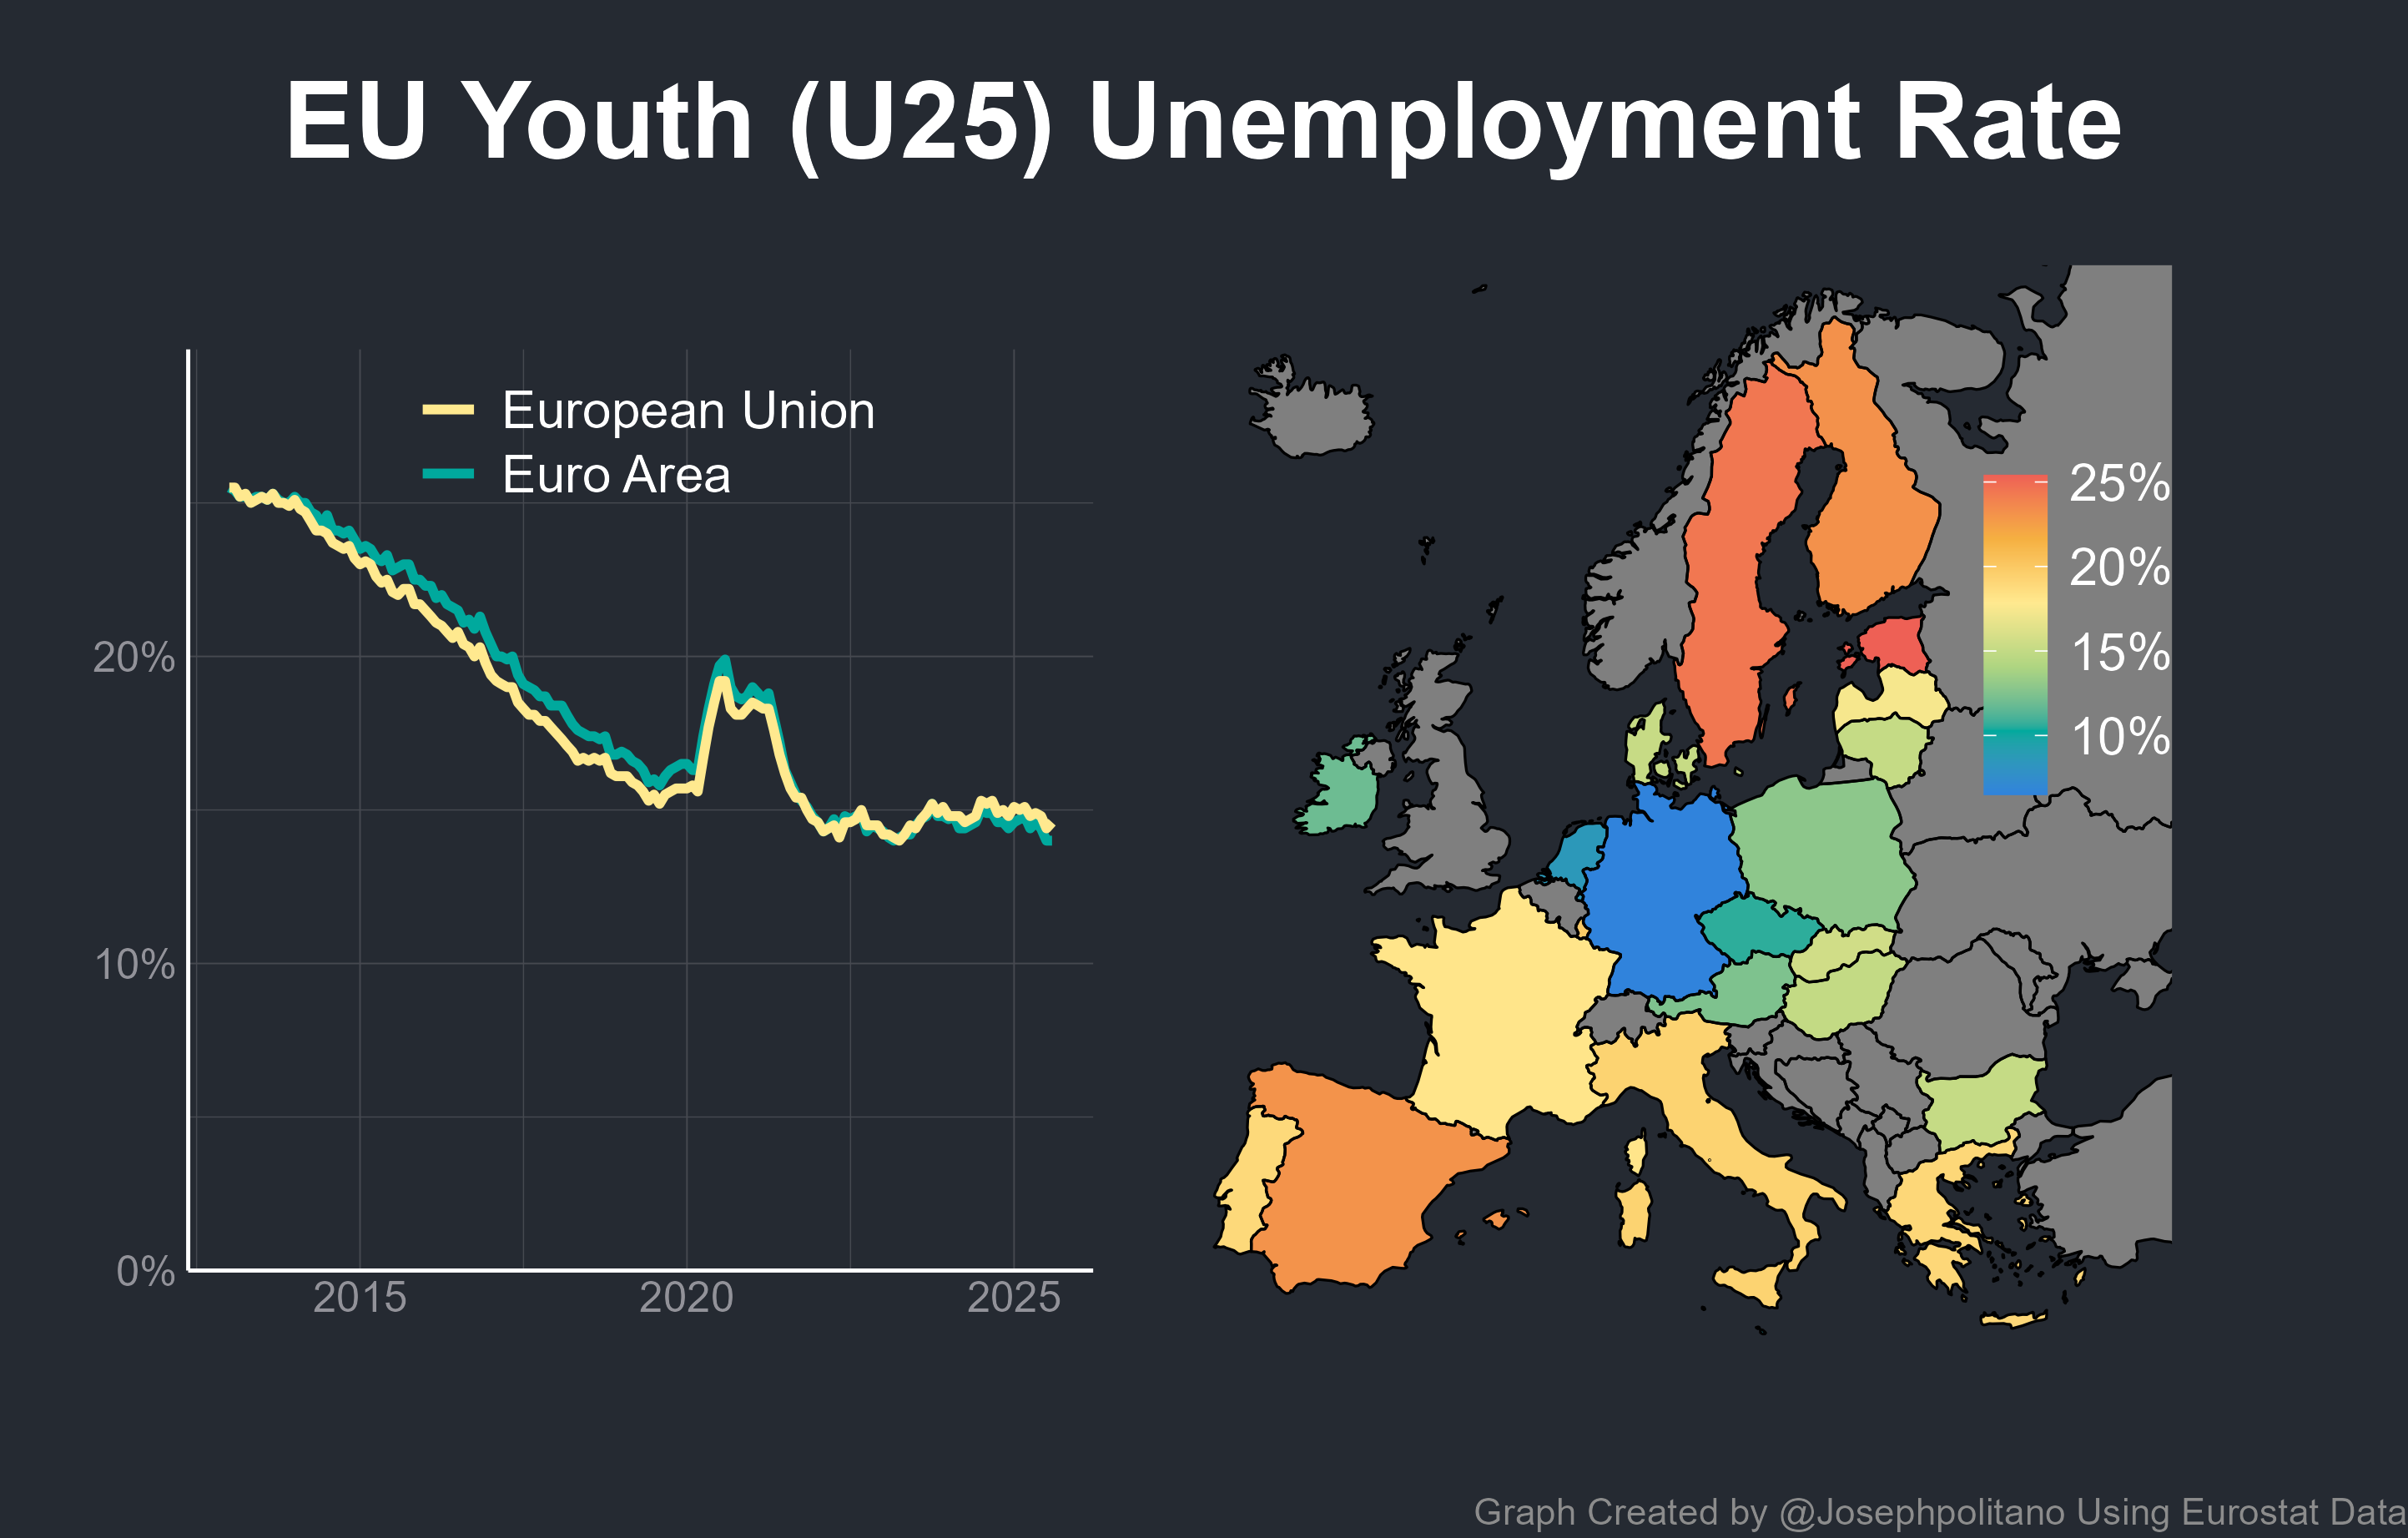 EU Youth (U25) Unemployment Rate
European Union
Euro Area
20%
10%
0%
2015
2020
2025
25%
20%
15%
10%
Graph Created by @Josephpolitano Using Eurostat Data